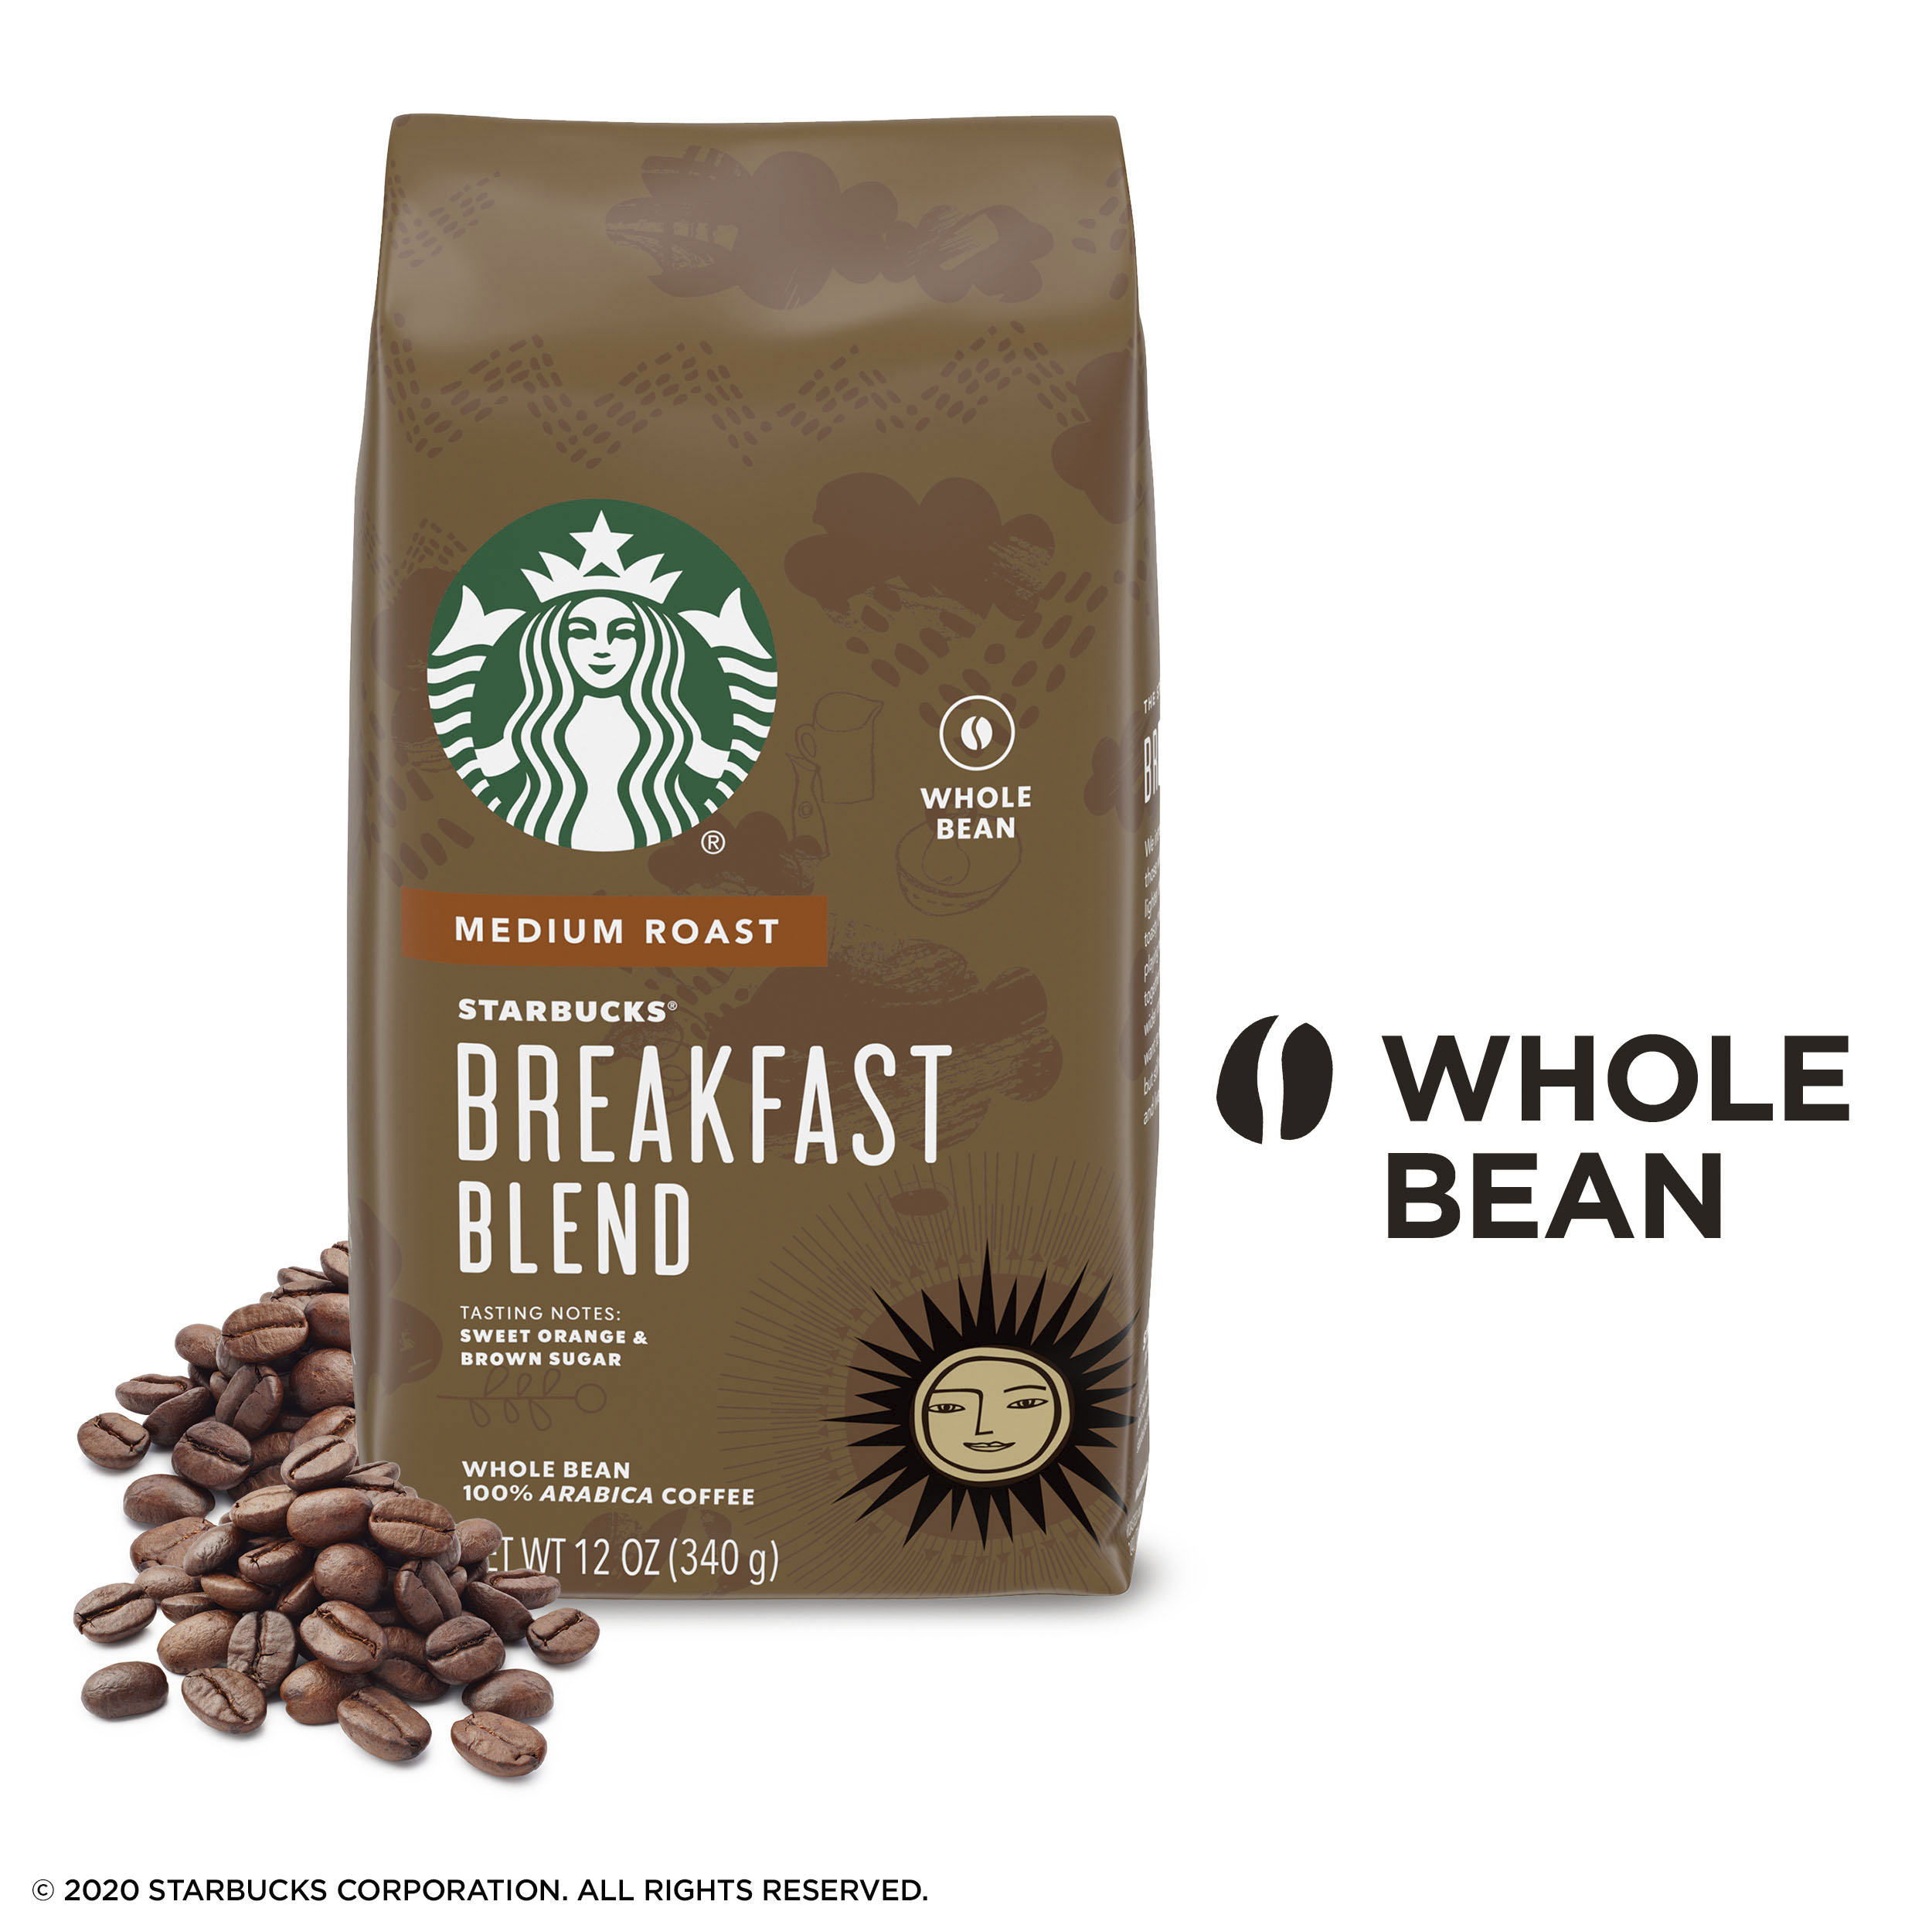 ®
WHOLE
BEAN
MEDIUM ROAST
STARBUCKS®
BREAKFAST
BLEND
TASTING NOTES:
SWEET ORANGE &
BROWN SUGAR
WHOLE BEAN
100% ARABICA COFFEE
WT 12 OZ (340 g)
WHOLE
BEAN
© 2020 STARBUCKS CORPORATION. ALL RIGHTS RESERVED.